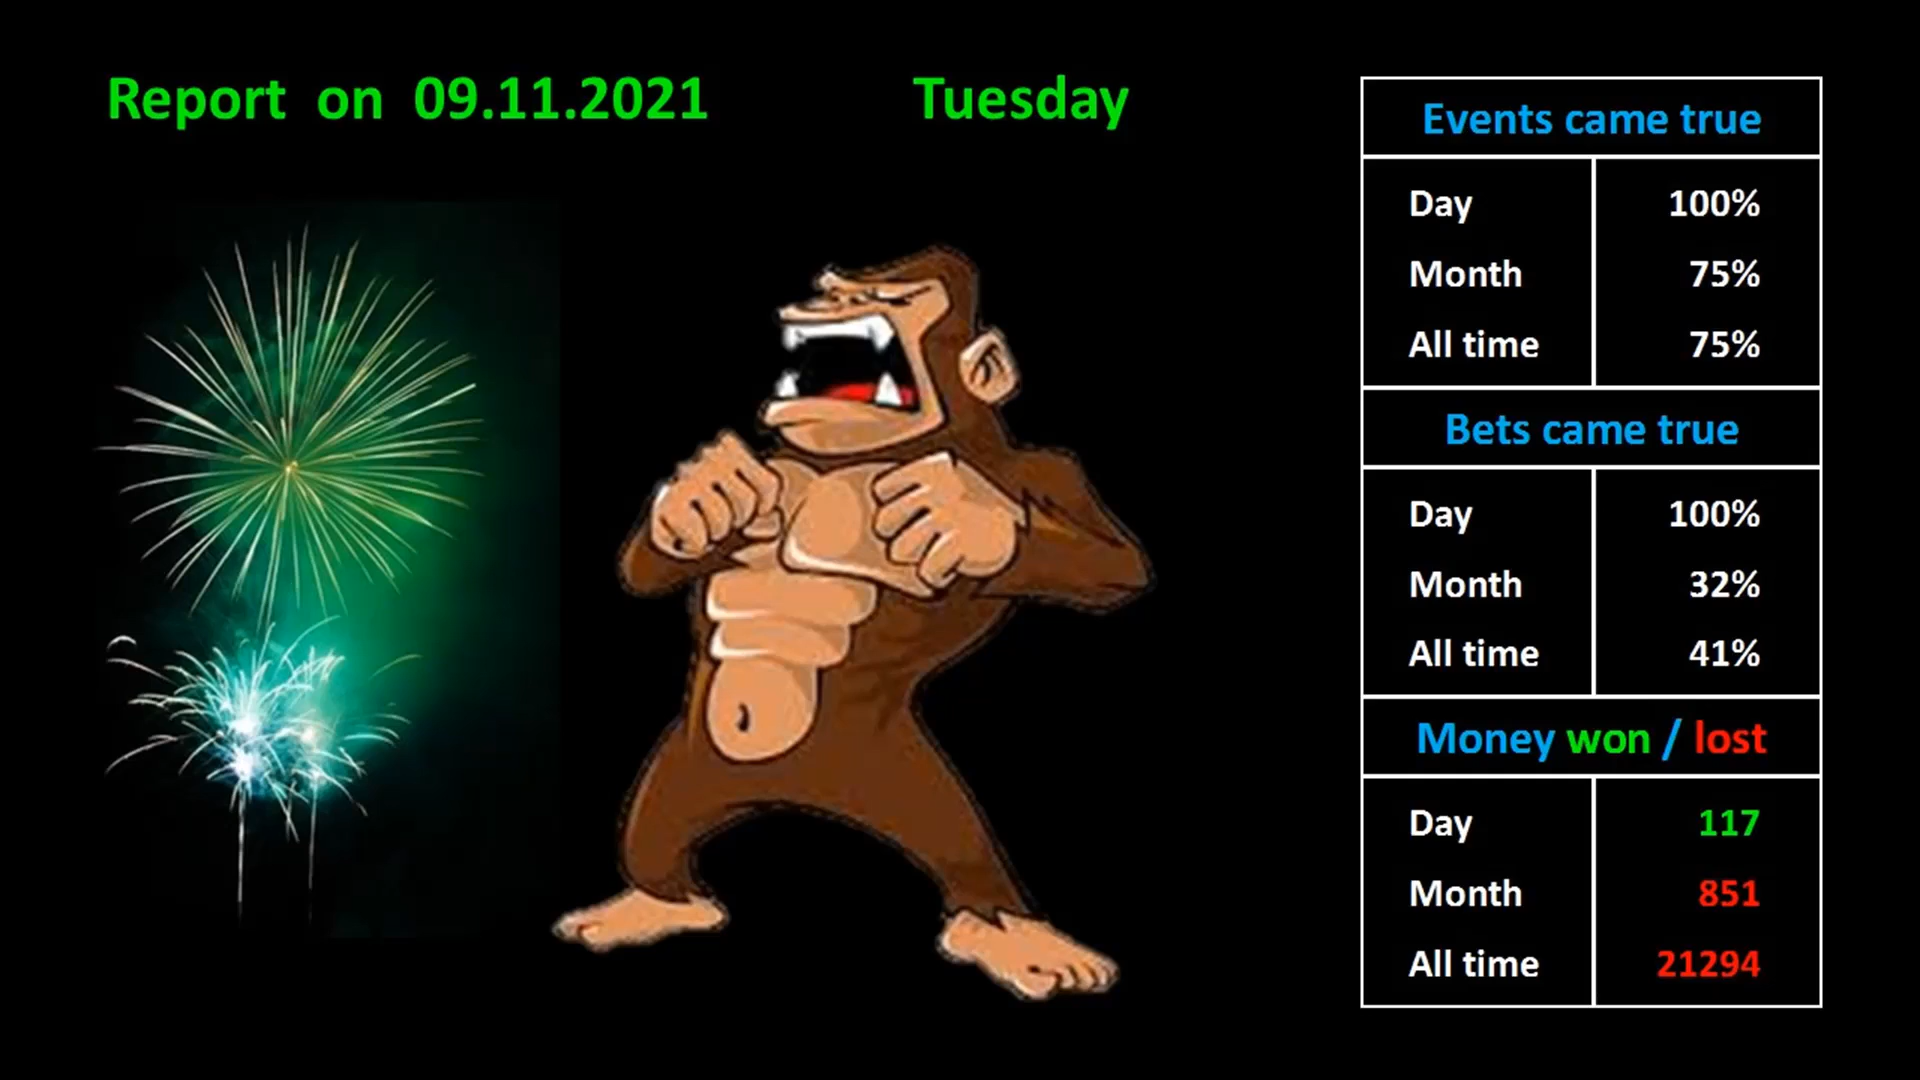 Report on 09.11.2021 Tuesday
Events came true
Day 100%
Month 75%
All time 75%
Bets came true
Day 100%
Month 32%
All time 41%
Money won / lost
Day 117
Month 851
All time 21294